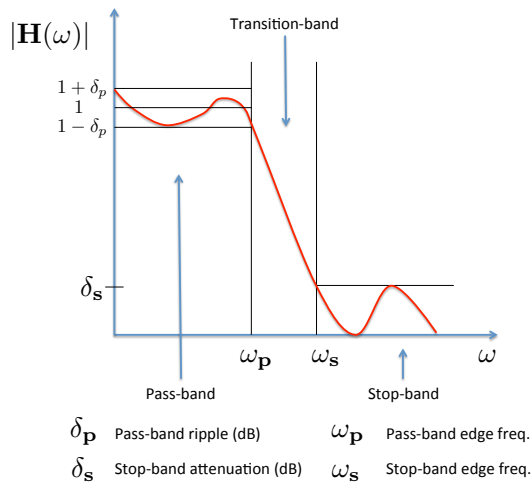 |H(ω)|
Transition-band
1 + δp
1
1 − δp
δs
ωp
ωs
ω
Pass-band
Stop-band
δp Pass-band ripple (dB) ωp Pass-band edge freq.
δs Stop-band attenuation (dB) ωs Stop-band edge freq.